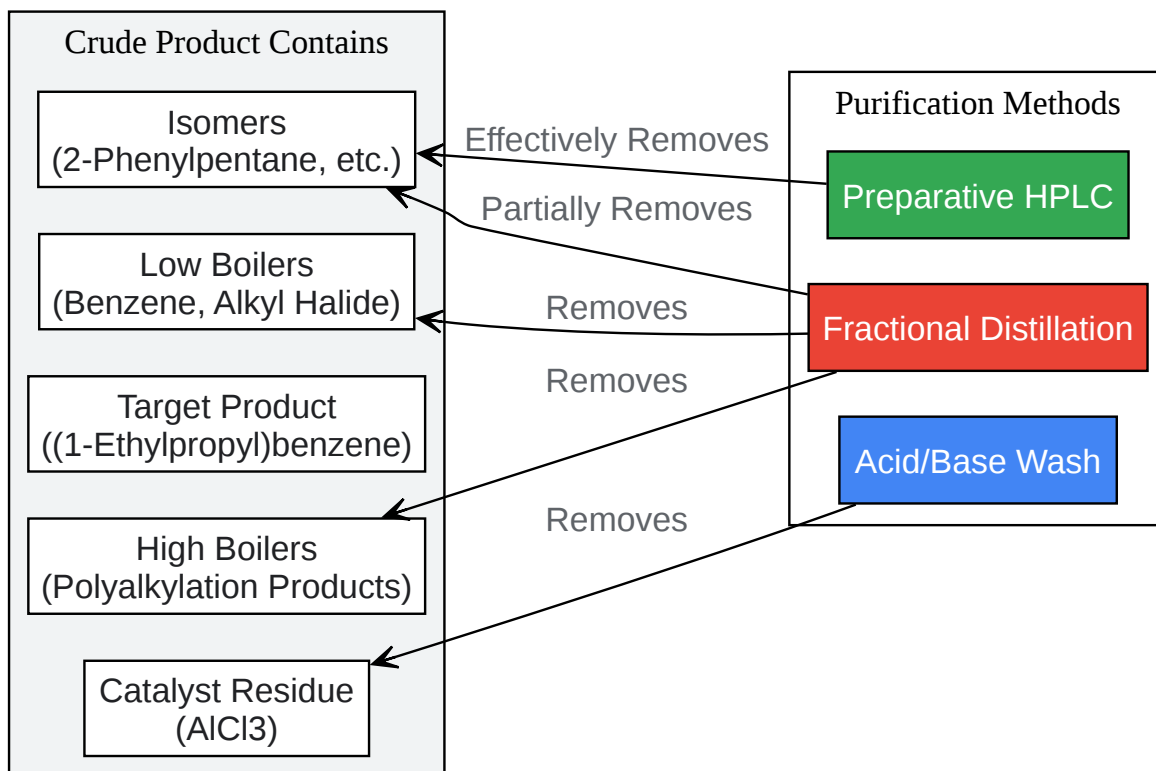 Crude Product Contains
Isomers
(2-Phenylpentane, etc.)
Low Boilers
(Benzene, Alkyl Halide)
Target Product
((1-Ethylpropyl)benzene)
High Boilers
(Polyalkylation Products)
Catalyst Residue
(AlCl3)
Effectively Removes
Partially Removes
Removes
Removes
Removes
Purification Methods
Preparative HPLC
Fractional Distillation
Acid/Base Wash